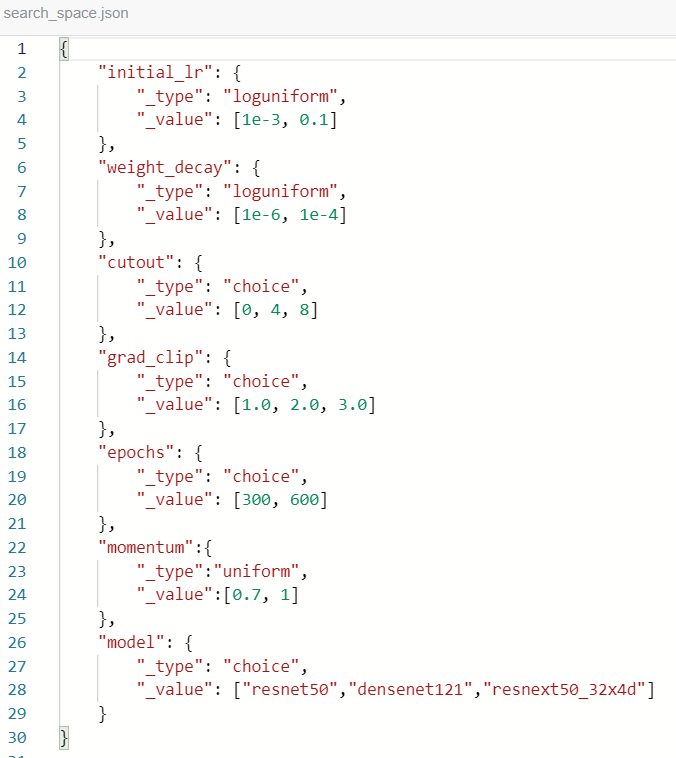 search_space.json
1 {
2     "initial_lr": {
3         "_type": "loguniform",
4         "_value": [1e-3, 0.1]
5     },
6     "weight_decay": {
7         "_type": "loguniform",
8         "_value": [1e-6, 1e-4]
9     },
10     "cutout": {
11         "_type": "choice",
12         "_value": [0, 4, 8]
13     },
14     "grad_clip": {
15         "_type": "choice",
16         "_value": [1.0, 2.0, 3.0]
17     },
18     "epochs": {
19         "_type": "choice",
20         "_value": [300, 600]
21     },
22     "momentum":{
23         "_type":"uniform",
24         "_value":[0.7, 1]
25     },
26     "model": {
27         "_type": "choice",
28         "_value": ["resnet50","densenet121","resnext50_32x4d"]
29     }
30 }